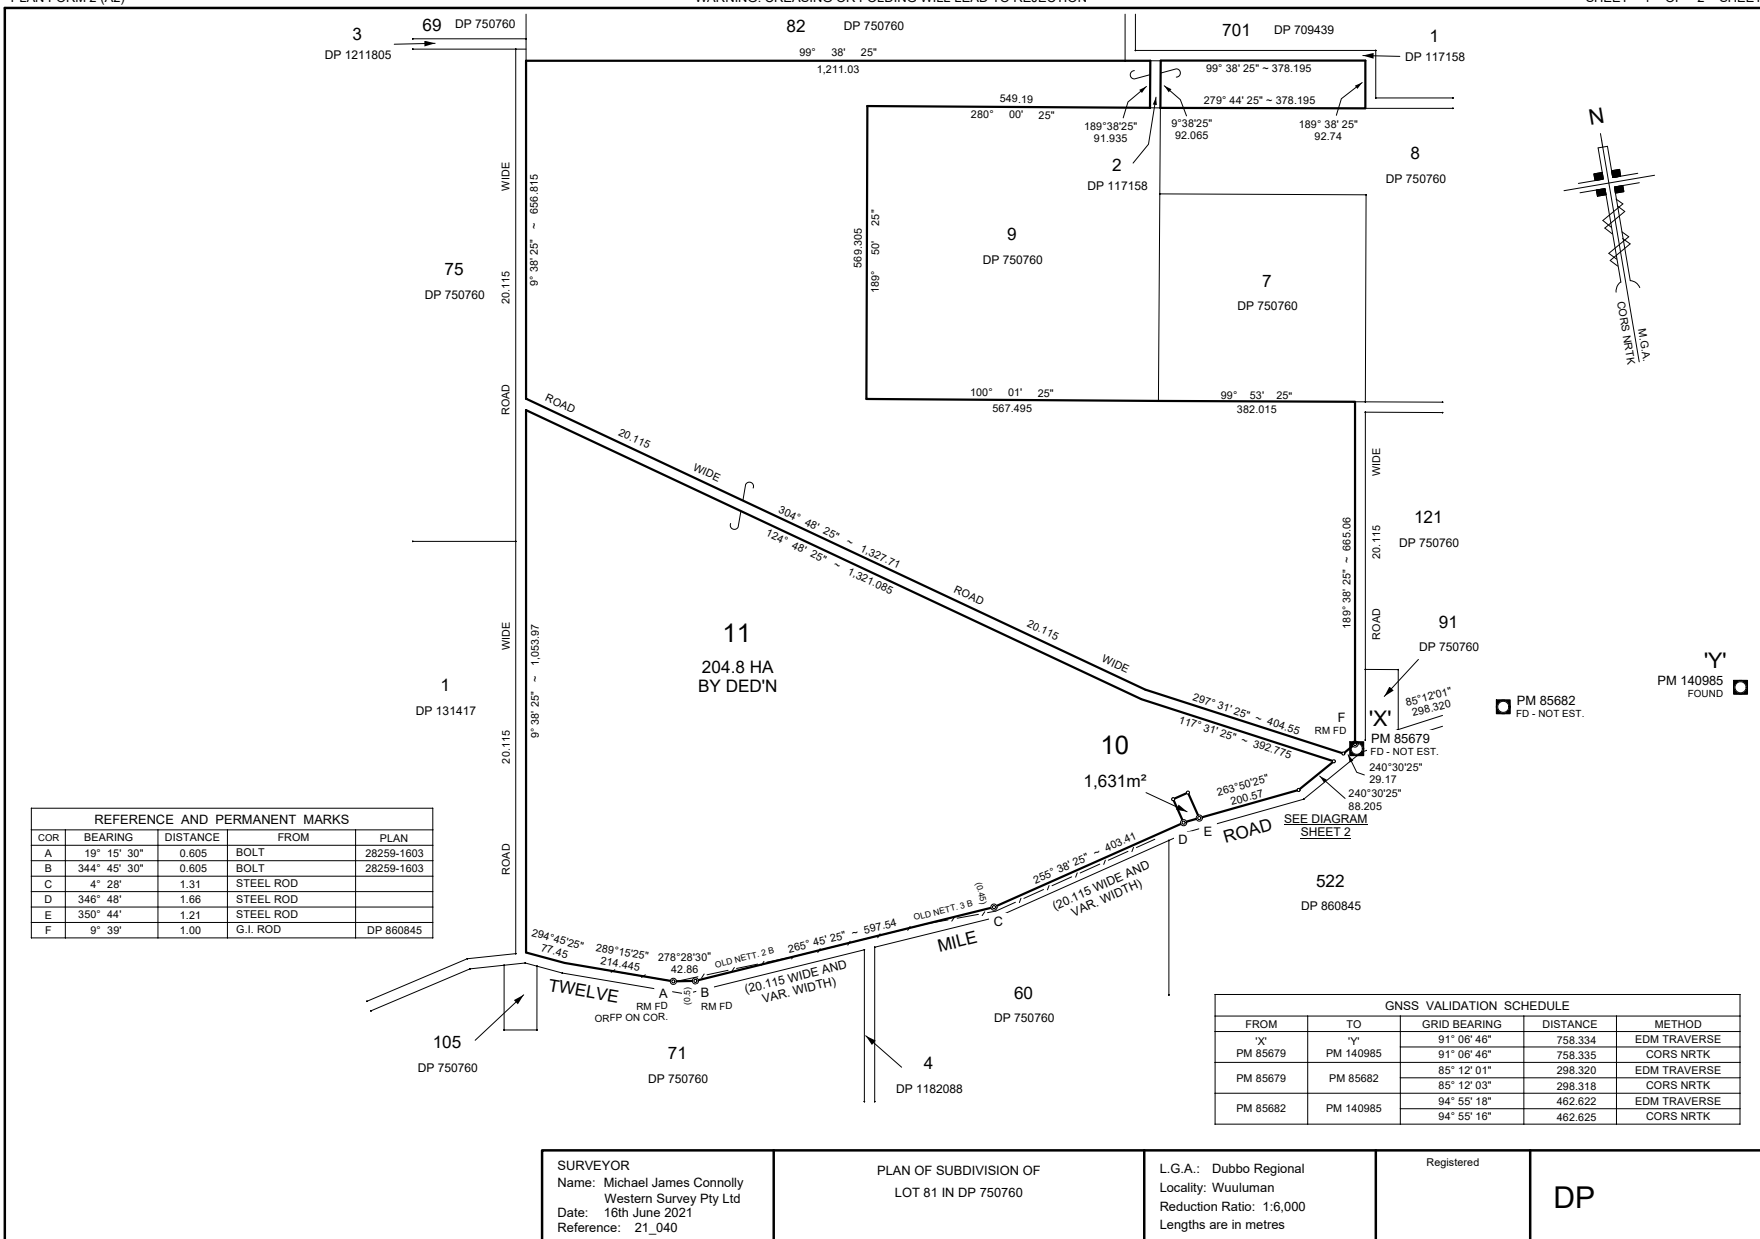 69 DP 750760
3
DP 1211805
82 DP 750760
99° 38' 25"
1,211.03
701 DP 709439
1
DP 117158
99° 38' 25" ~ 378.195
279° 44' 25" ~ 378.195
549.19
280° 00' 25"
189°38'25"
91.935
9°38'25"
92.065
189° 38' 25"
92.74
2
DP 117158
8
DP 750760
N
M.G.A.
CORS NRTK
WIDE
20.115
ROAD
9° 38' 25" ~ 656.815
75
DP 750760
569.305
189° 50' 25"
9
DP 750760
7
DP 750760
100° 01' 25"
567.495
99° 53' 25"
382.015
ROAD
20.115
WIDE
304° 48' 25" ~ 1,327.71
124° 48' 25" ~ 1,321.085
ROAD
20.115
WIDE
297° 31' 25" ~ 404.55
117° 31' 25" ~ 392.775
189° 38' 25" ~ 665.06
WIDE
20.115
ROAD
121
DP 750760
91
DP 750760
11
204.8 HA
BY DED'N
WIDE
20.115
ROAD
9° 38' 25" ~ 1,053.97
1
DP 131417
10
1,631m²
F
RM FD
'X'
PM 85679
FD - NOT EST.
85°12'01"
298.320
PM 85682
FD - NOT EST.
'Y'
PM 140985
FOUND
240°30'25"
29.17
240°30'25"
88.205
263°50'25"
200.57
SEE DIAGRAM
SHEET 2
D
E
ROAD
255° 38' 25" ~ 403.41
(20.115 WIDE AND
VAR. WIDTH)
522
DP 860845
(0.45)
OLD NETT. 3 B
C
MILE
265° 45' 25" ~ 597.54
OLD NETT. 2 B
(20.115 WIDE AND
VAR. WIDTH)
294°45'25"
77.45
289°15'25"
214.445
278°28'30"
42.86
TWELVE
A
RM FD
ORFP ON COR.
(0.5)
B
RM FD
105
DP 750760
71
DP 750760
60
DP 750760
4
DP 1182088
REFERENCE AND PERMANENT MARKS
COR BEARING DISTANCE FROM PLAN
A 19° 15' 30" 0.605 BOLT 28259-1603
B 344° 45' 30" 0.605 BOLT 28259-1603
C 4° 28' 1.31 STEEL ROD
D 346° 48' 1.66 STEEL ROD
E 350° 44' 1.21 STEEL ROD
F 9° 39' 1.00 G.I. ROD DP 860845
GNSS VALIDATION SCHEDULE
FROM TO GRID BEARING DISTANCE METHOD
'X' 'Y' 91° 06' 46" 758.334 EDM TRAVERSE
PM 85679 PM 140985 91° 06' 46" 758.335 CORS NRTK
PM 85679 PM 85682 85° 12' 01" 298.320 EDM TRAVERSE
85° 12' 03" 298.318 CORS NRTK
PM 85682 PM 140985 94° 55' 18" 462.622 EDM TRAVERSE
94° 55' 16" 462.625 CORS NRTK
SURVEYOR
Name: Michael James Connolly
Western Survey Pty Ltd
Date: 16th June 2021
Reference: 21_040
PLAN OF SUBDIVISION OF
LOT 81 IN DP 750760
L.G.A.: Dubbo Regional
Locality: Wuuluman
Reduction Ratio: 1:6,000
Lengths are in metres
Registered
DP